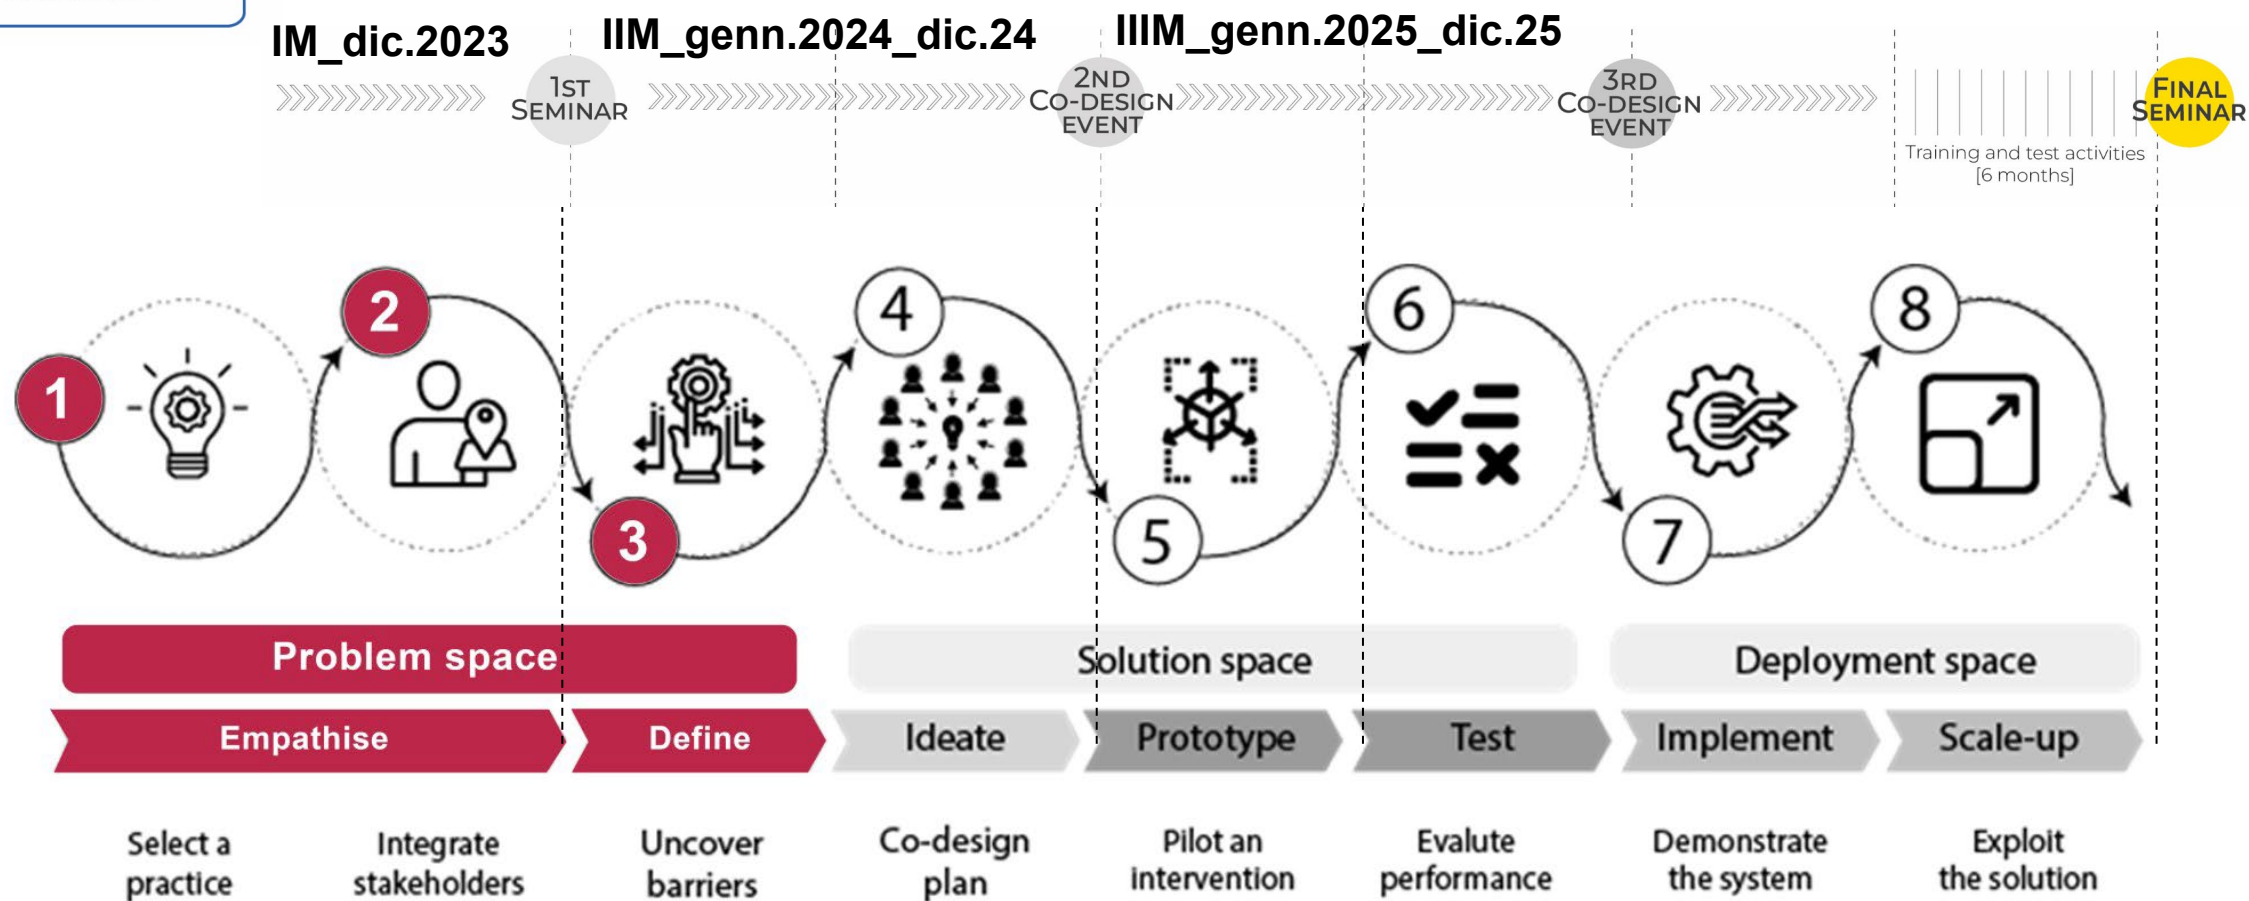 IM_dic.2023
IIM_genn.2024_dic.24
IIIM_genn.2025_dic.25
1ST
SEMINAR
2ND
CO-DESIGN
EVENT
3RD
CO-DESIGN
EVENT
FINAL
SEMINAR
Training and test activities
[6 months]
1
2
3
4
5
6
7
8
Problem space
Solution space
Deployment space
Empathise
Define
Ideate
Prototype
Test
Implement
Scale-up
Select a
practice
Integrate
stakeholders
Uncover
barriers
Co-design
plan
Pilot an
intervention
Evalute
performance
Demonstrate
the system
Exploit
the solution